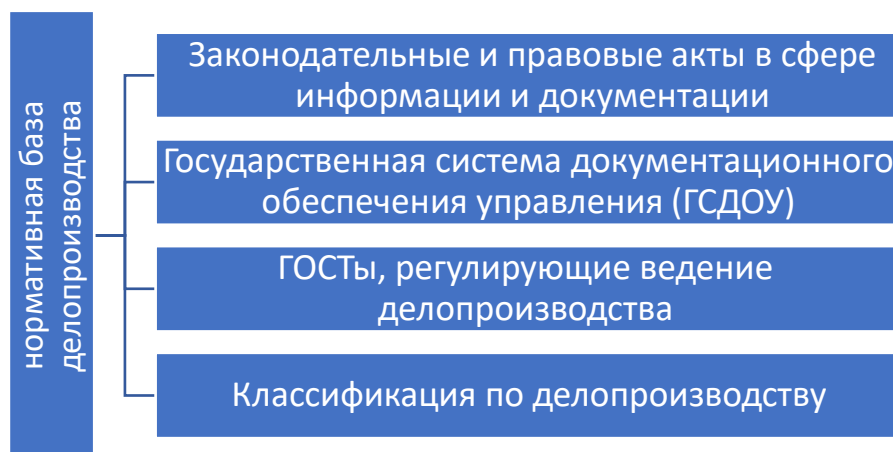 нормативная база
делопроизводства
Законодательные и правовые акты в сфере
информации и документации
Государственная система документационного
обеспечения управления (ГСДОУ)
ГОСТы, регулирующие ведение
делопроизводства
Классификация по делопроизводству